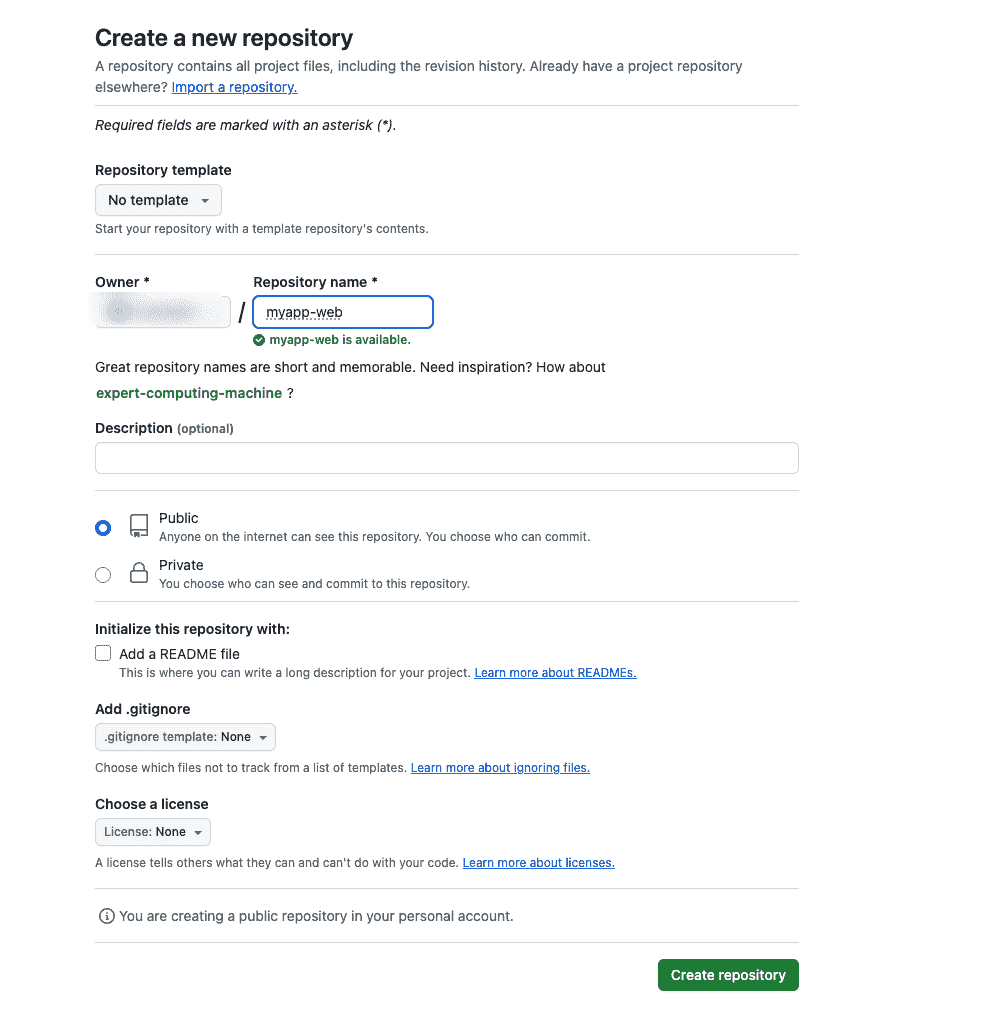 Create a new repository
A repository contains all project files, including the revision history. Already have a project repository
elsewhere? Import a repository.
Required fields are marked with an asterisk (*).
Repository template
No template
Start your repository with a template repository's contents.
Owner * Repository name *
/ myapp-web
myapp-web is available.
Great repository names are short and memorable. Need inspiration? How about
expert-computing-machine ?
Description (optional)
Public
Anyone on the internet can see this repository. You choose who can commit.
Private
You choose who can see and commit to this repository.
Initialize this repository with:
Add a README file
This is where you can write a long description for your project. Learn more about READMEs.
Add .gitignore
.gitignore template: None
Choose which files not to track from a list of templates. Learn more about ignoring files.
Choose a license
License: None
A license tells others what they can and can't do with your code. Learn more about licenses.
You are creating a public repository in your personal account.
Create repository